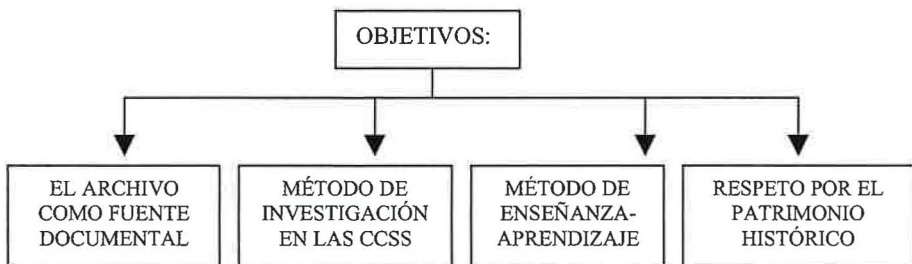 OBJETIVOS:
EL ARCHIVO
COMO FUENTE
DOCUMENTAL
MÉTODO DE
INVESTIGACIÓN
EN LAS CCSS
MÉTODO DE
ENSEÑANZA-
APRENDIZAJE
RESPETO POR EL
PATRIMONIO
HISTÓRICO